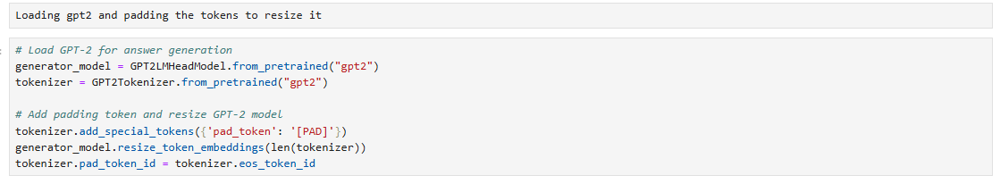 Loading gpt2 and padding the tokens to resize it
# Load GPT-2 for answer generation
generator_model = GPT2LMHeadModel.from_pretrained("gpt2")
tokenizer = GPT2Tokenizer.from_pretrained("gpt2")
# Add padding token and resize GPT-2 model
tokenizer.add_special_tokens({'pad_token': '[PAD]'})
generator_model.resize_token_embeddings(len(tokenizer))
tokenizer.pad_token_id = tokenizer.eos_token_id